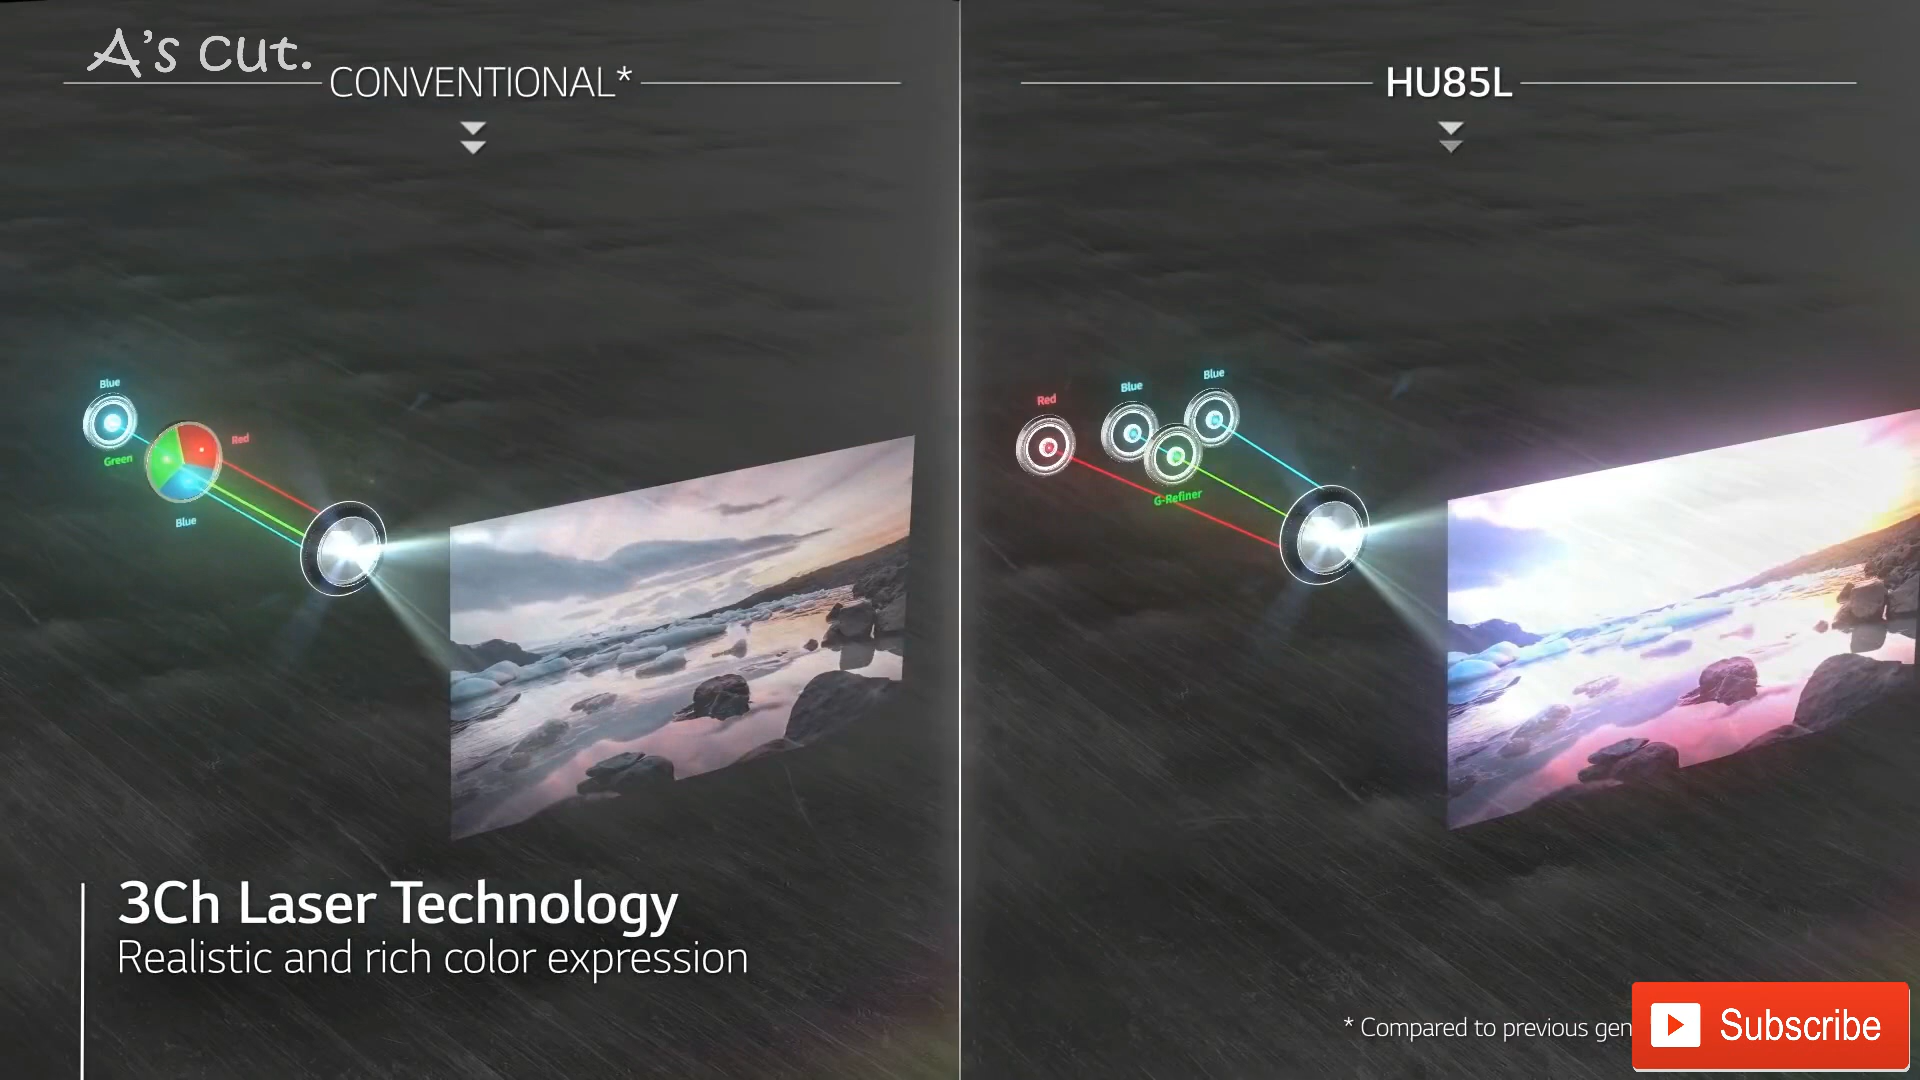 A's cut.
CONVENTIONAL*
Blue
Green
Red
Blue
3Ch Laser Technology
Realistic and rich color expression
HU85L
Red
Blue
Blue
G-Refiner
* Compared to previous gen
Subscribe